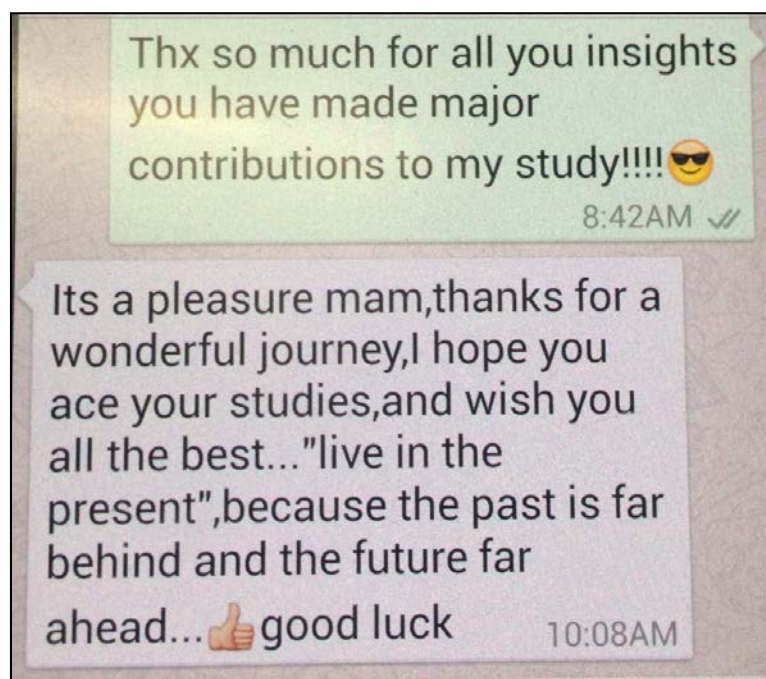 Thx so much for all you insights
you have made major
contributions to my study!!!!😎
8:42AM
Its a pleasure mam,thanks for a
wonderful journey,I hope you
ace your studies,and wish you
all the best..."live in the
present",because the past is far
behind and the future far
ahead...👍good luck
10:08AM